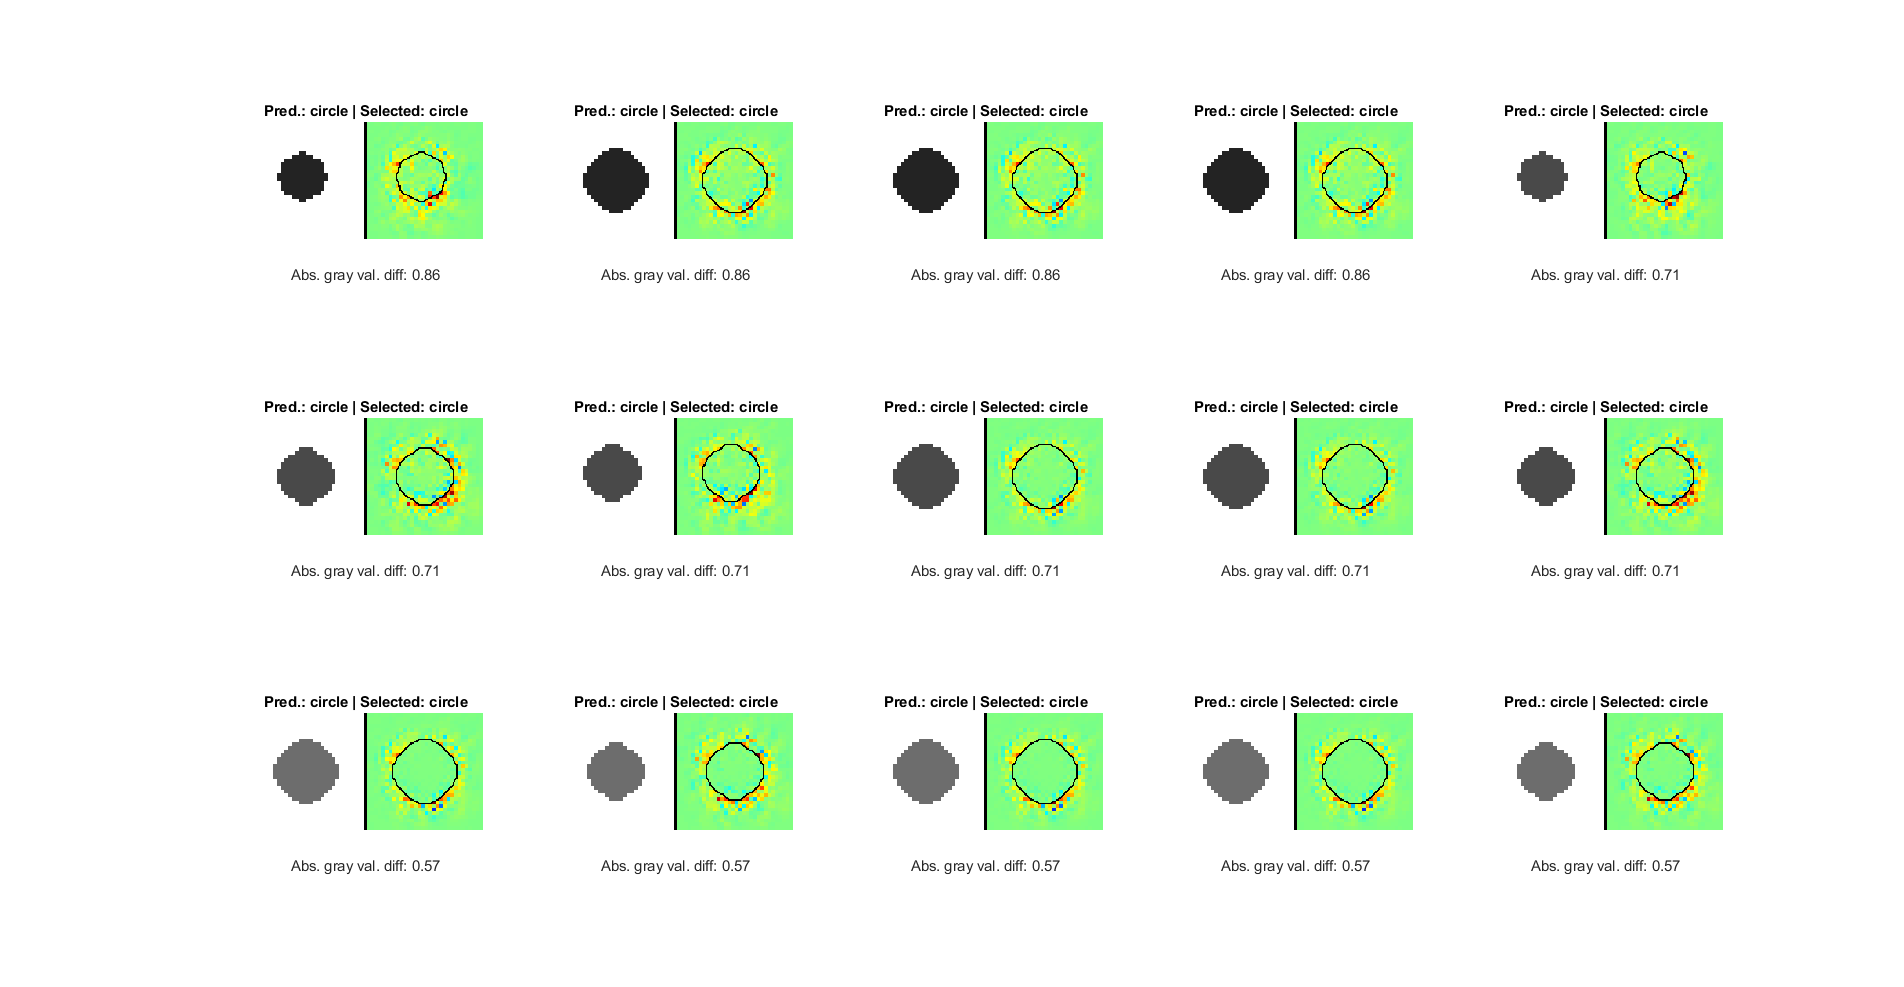 Pred.: circle | Selected: circle
Pred.: circle | Selected: circle
Pred.: circle | Selected: circle
Pred.: circle | Selected: circle
Pred.: circle | Selected: circle
Abs. gray val. diff: 0.86
Abs. gray val. diff: 0.86
Abs. gray val. diff: 0.86
Abs. gray val. diff: 0.86
Abs. gray val. diff: 0.71
Pred.: circle | Selected: circle
Pred.: circle | Selected: circle
Pred.: circle | Selected: circle
Pred.: circle | Selected: circle
Pred.: circle | Selected: circle
Abs. gray val. diff: 0.71
Abs. gray val. diff: 0.71
Abs. gray val. diff: 0.71
Abs. gray val. diff: 0.71
Abs. gray val. diff: 0.71
Pred.: circle | Selected: circle
Pred.: circle | Selected: circle
Pred.: circle | Selected: circle
Pred.: circle | Selected: circle
Pred.: circle | Selected: circle
Abs. gray val. diff: 0.57
Abs. gray val. diff: 0.57
Abs. gray val. diff: 0.57
Abs. gray val. diff: 0.57
Abs. gray val. diff: 0.57